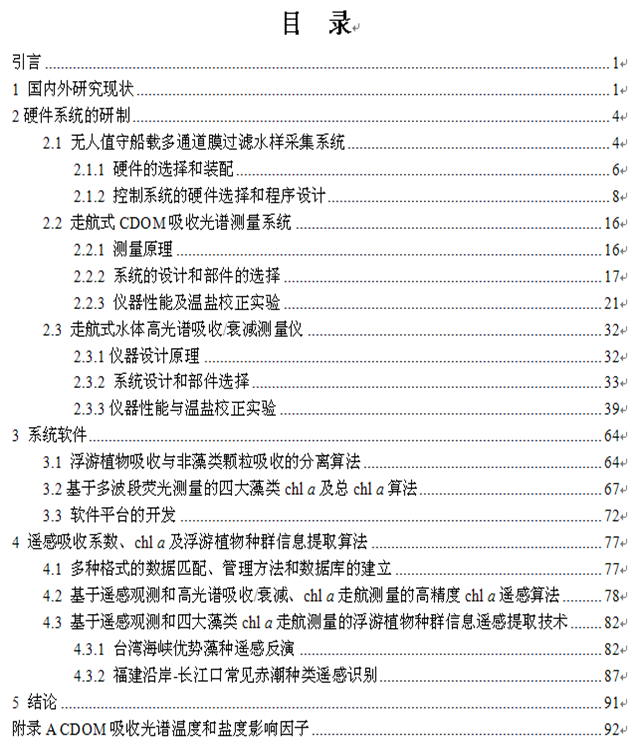 目 录
引言 1
1 国内外研究现状 1
2 硬件系统的研制 4
2.1 无人值守船载多通道膜过滤水样采集系统 4
2.1.1 硬件的选择和装配 6
2.1.2 控制系统的硬件选择和程序设计 8
2.2 走航式 CDOM 吸收光谱测量系统 16
2.2.1 测量原理 16
2.2.2 系统的设计和部件的选择 17
2.2.3 仪器性能及温盐校正实验 21
2.3 走航式水体高光谱吸收/衰减测量仪 32
2.3.1 仪器设计原理 32
2.3.2 系统设计和部件选择 33
2.3.3 仪器性能与温盐校正实验 39
3 系统软件 64
3.1 浮游植物吸收与非藻类颗粒吸收的分离算法 64
3.2 基于多波段荧光测量的四大藻类 chl a 及总 chl a 算法 67
3.3 软件平台的开发 72
4 遥感吸收系数、chl a 及浮游植物种群信息提取算法 77
4.1 多种格式的数据匹配、管理方法和数据库的建立 77
4.2 基于遥感观测和高光谱吸收/衰减、chl a 走航测量的高精度 chl a 遥感算法 78
4.3 基于遥感观测和四大藻类 chl a 走航测量的浮游植物种群信息遥感提取技术 82
4.3.1 台湾海峡优势藻种遥感反演 82
4.3.2 福建沿岸-长江口常见赤潮种类遥感识别 87
5 结论 91
附录 A CDOM 吸收光谱温度和盐度影响因子 92